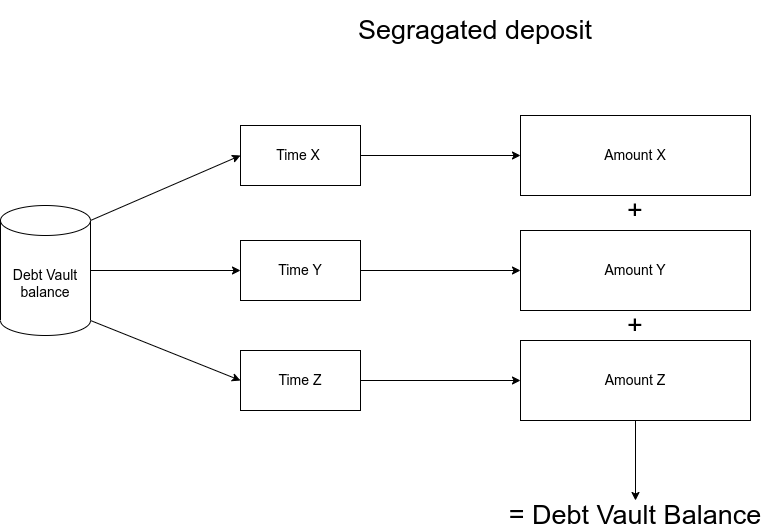 Segragated deposit
Time X
Amount X
+
Debt Vault
balance
Time Y
Amount Y
+
Time Z
Amount Z
= Debt Vault Balance